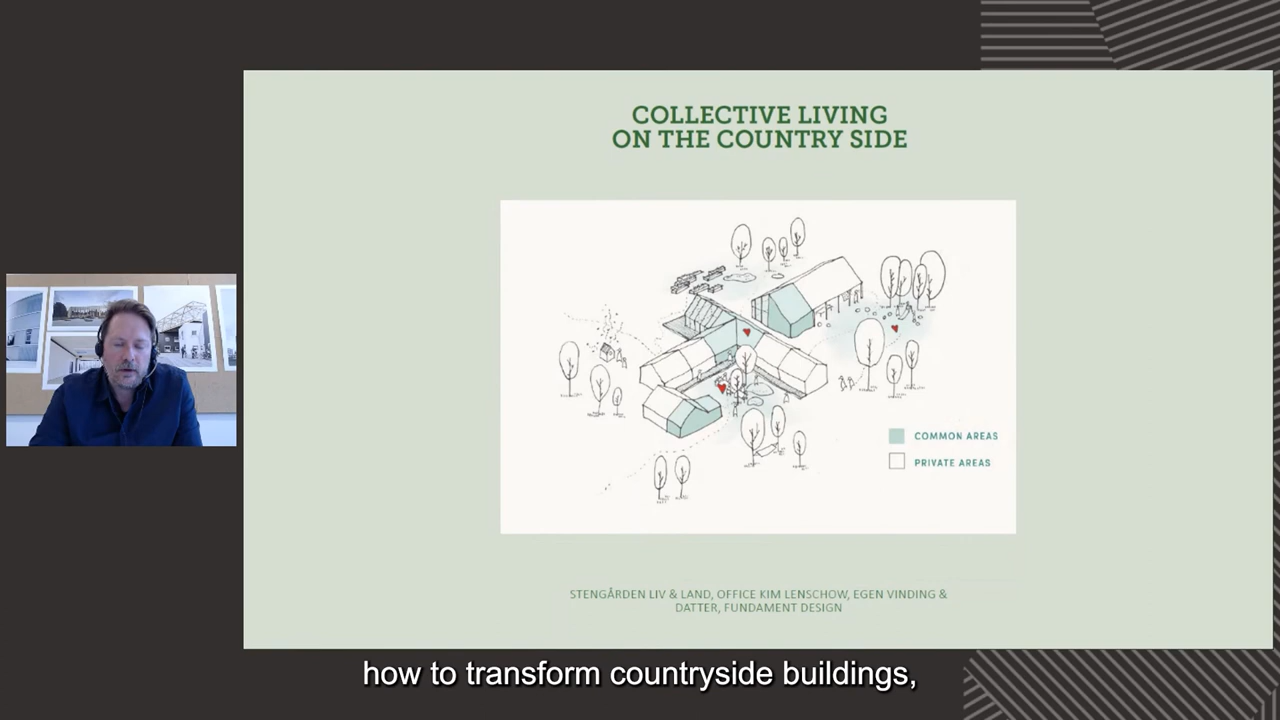 COLLECTIVE LIVING
ON THE COUNTRY SIDE
COMMON AREAS
PRIVATE AREAS
STENGÅRDEN LIV & LAND, OFFICE KIM LENSCHOW, EGEN VINDING &
DATTER, FUNDAMENT DESIGN
how to transform countryside buildings,